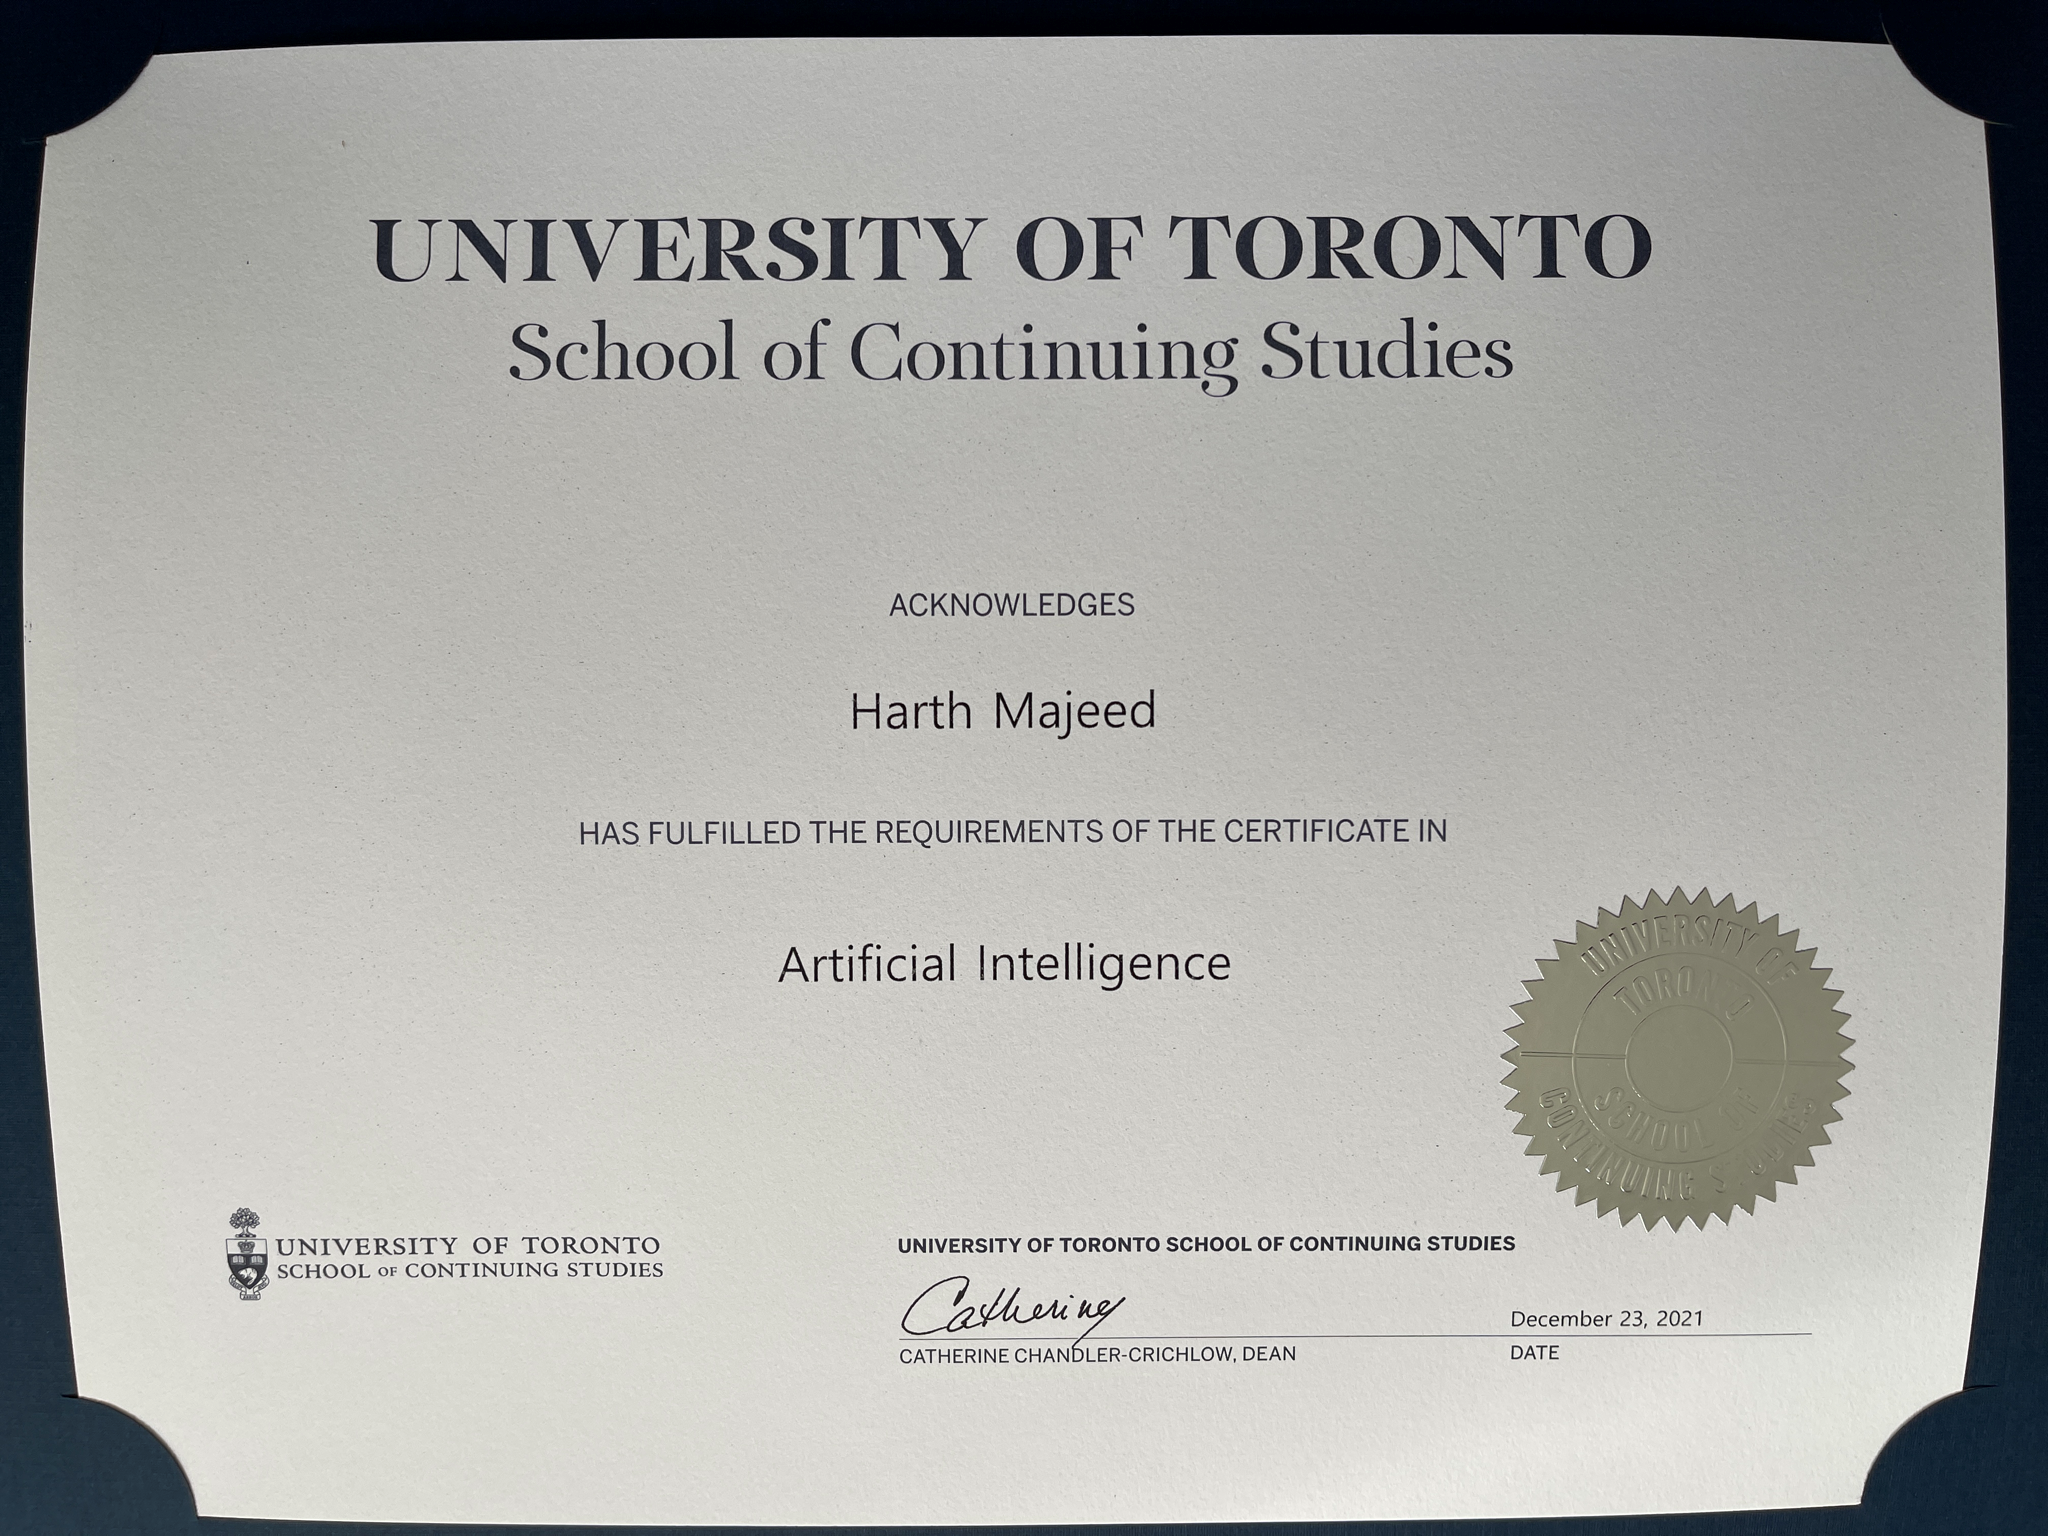 UNIVERSITY OF TORONTO
School of Continuing Studies
ACKNOWLEDGES
Harth Majeed
HAS FULFILLED THE REQUIREMENTS OF THE CERTIFICATE IN
Artificial Intelligence
UNIVERSITY OF
TORONTO
SCHOOL OF
CONTINUING STUDIES
UNIVERSITY OF TORONTO
SCHOOL OF CONTINUING STUDIES
UNIVERSITY OF TORONTO SCHOOL OF CONTINUING STUDIES
Catherine
December 23, 2021
CATHERINE CHANDLER-CRICHLOW, DEAN
DATE